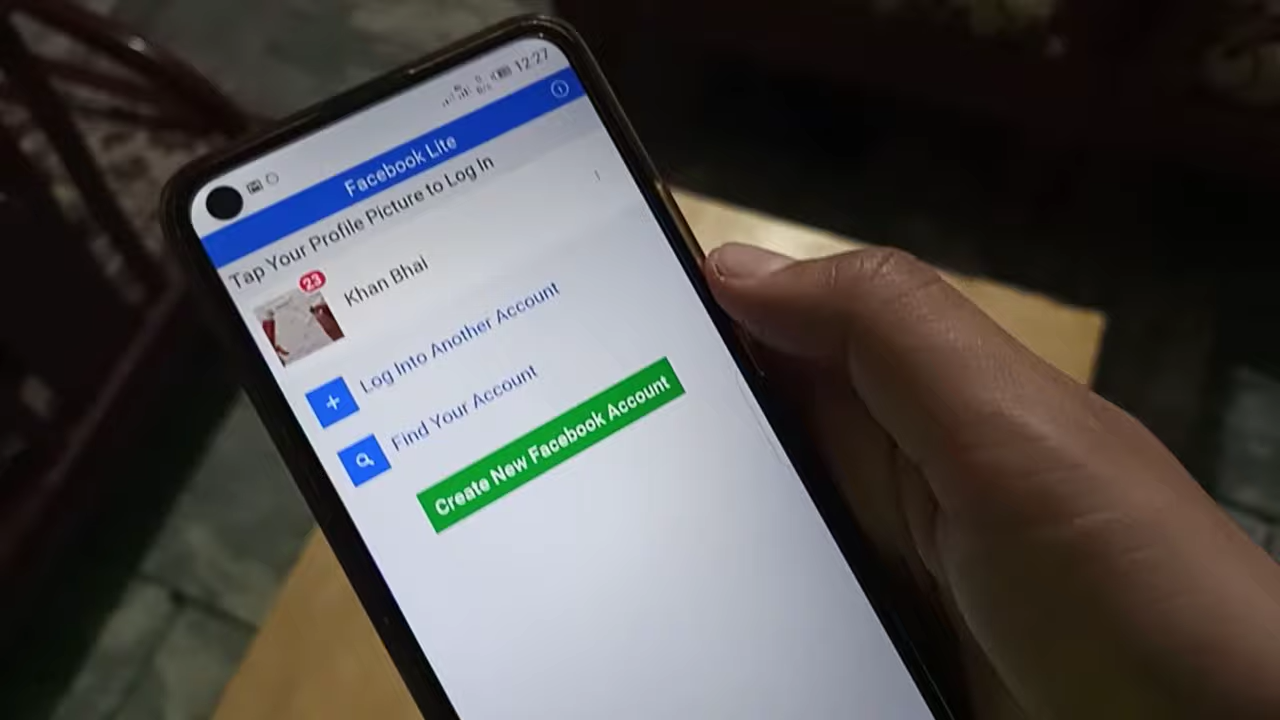 12:27
Facebook Lite
Tap Your Profile Picture to Log In
23
Khan Bhai
Log Into Another Account
Find Your Account
Create New Facebook Account